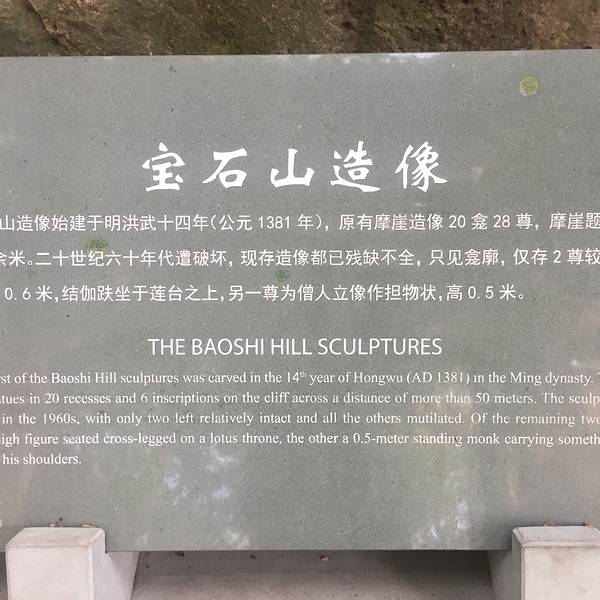 宝石山造像
山造像始建于明洪武十四年(公元 1381 年)，原有摩崖造像 20 龛 28 尊，摩崖题
余米。二十世纪六十年代遭破坏，现存造像都已残缺不全，只见龛廓，仅存 2 尊较
0.6 米，结伽趺坐于莲台之上，另一尊为僧人立像作担物状，高 0.5 米。
THE BAOSHI HILL SCULPTURES
rst of the Baoshi Hill sculptures was carved in the 14th year of Hongwu (AD 1381) in the Ming dynasty. T
atues in 20 recesses and 6 inscriptions on the cliff across a distance of more than 50 meters. The sculp
in the 1960s, with only two left relatively intact and all the others mutilated. Of the remaining two
igh figure seated cross-legged on a lotus throne, the other a 0.5-meter standing monk carrying someth
his shoulders.